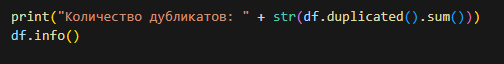 print("Количество дубликатов: " + str(df.duplicated().sum()))
df.info()